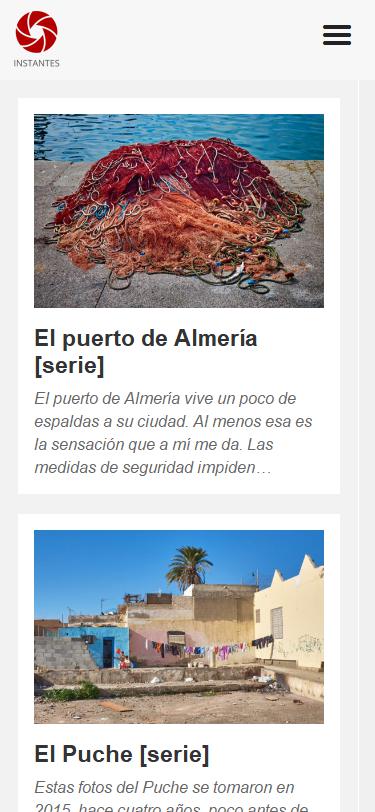 INSTANTES
El puerto de Almería
[serie]
El puerto de Almería vive un poco de
espaldas a su ciudad. Al menos esa es
la sensación que a mí me da. Las
medidas de seguridad impiden…
El Puche [serie]
Estas fotos del Puche se tomaron en
2015, hace cuatro años, poco antes de